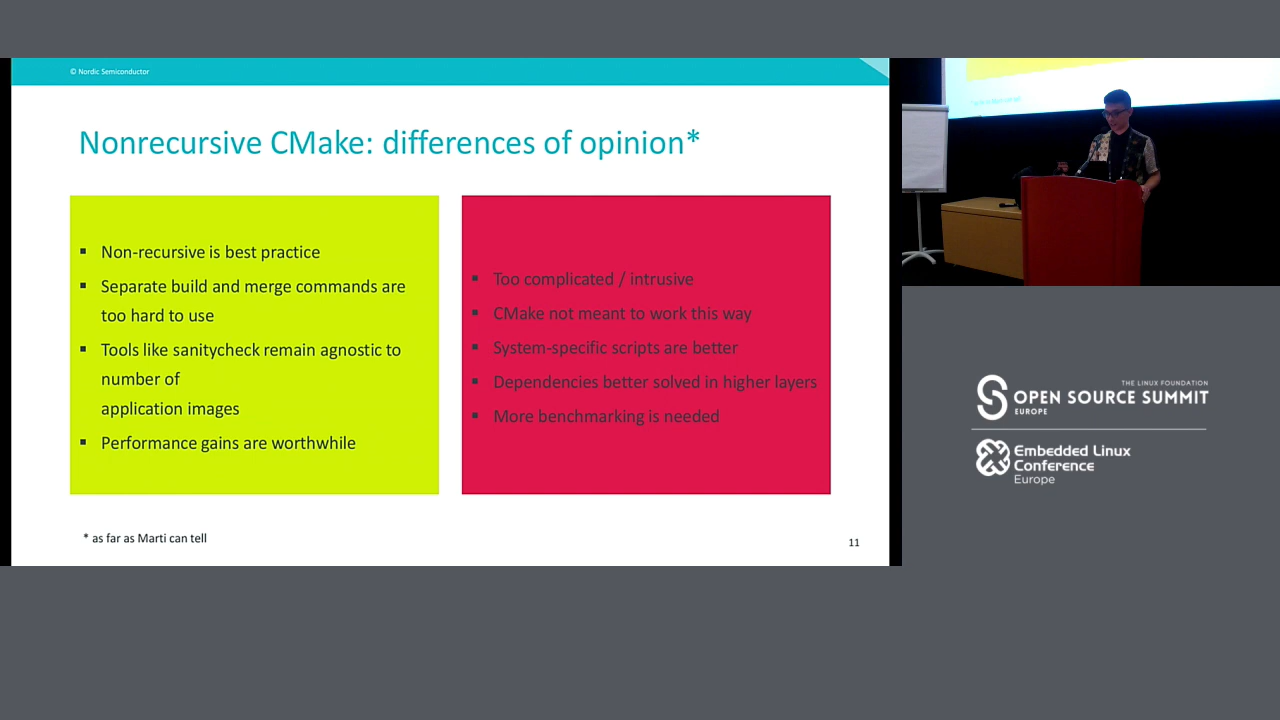 © Nordic Semiconductor
Nonrecursive CMake: differences of opinion*
▪ Non-recursive is best practice
▪ Separate build and merge commands are
too hard to use
▪ Tools like sanitycheck remain agnostic to
number of
application images
▪ Performance gains are worthwhile
▪ Too complicated / intrusive
▪ CMake not meant to work this way
▪ System-specific scripts are better
▪ Dependencies better solved in higher layers
▪ More benchmarking is needed
* as far as Marti can tell
11
THE LINUX FOUNDATION
OPEN SOURCE SUMMIT
EUROPE
Embedded Linux
Conference
Europe